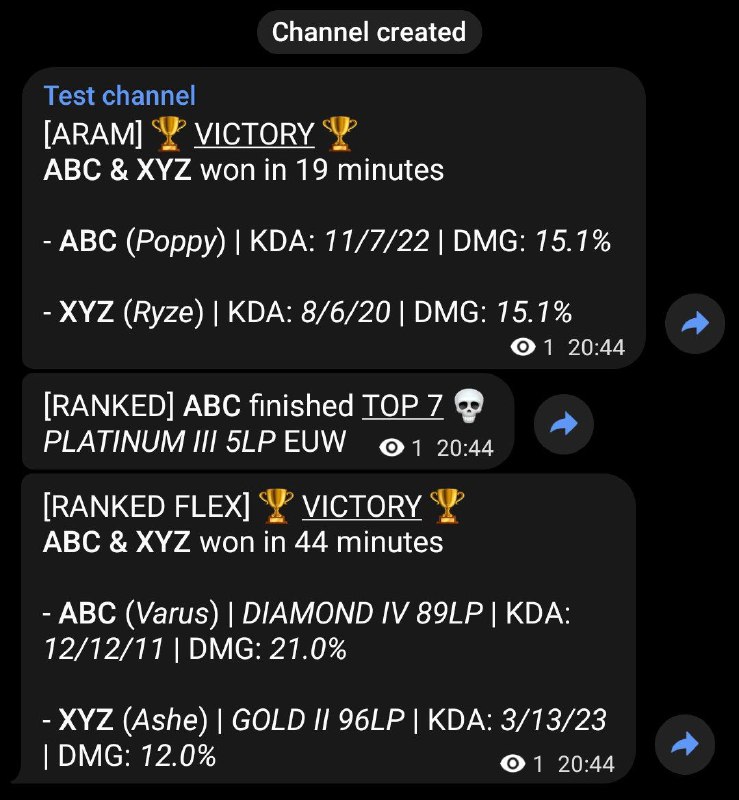 Channel created
Test channel
[ARAM] 🏆 VICTORY 🏆
ABC & XYZ won in 19 minutes
- ABC (Poppy) | KDA: 11/7/22 | DMG: 15.1%
- XYZ (Ryze) | KDA: 8/6/20 | DMG: 15.1%
1 20:44
[RANKED] ABC finished TOP 7 💀
PLATINUM III 5LP EUW 1 20:44
[RANKED FLEX] 🏆 VICTORY 🏆
ABC & XYZ won in 44 minutes
- ABC (Varus) | DIAMOND IV 89LP | KDA:
12/12/11 | DMG: 21.0%
- XYZ (Ashe) | GOLD II 96LP | KDA: 3/13/23
| DMG: 12.0% 1 20:44